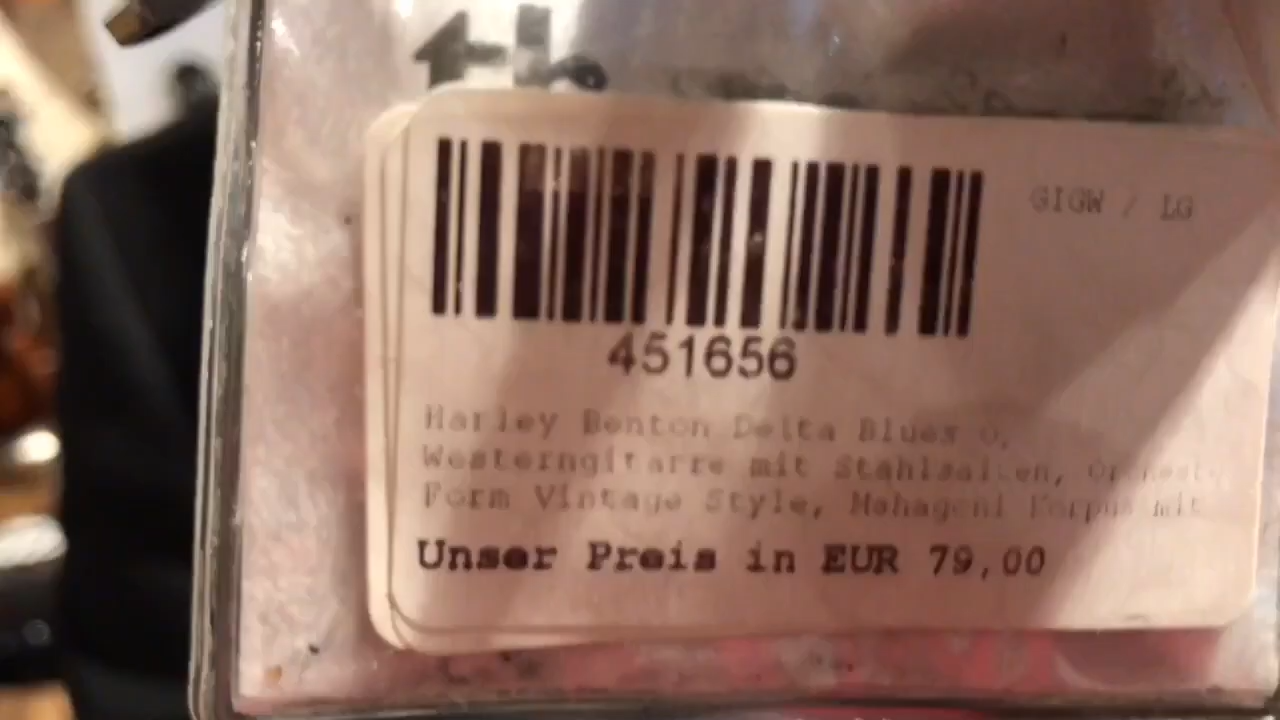 GIGW / LG
451656
Harley Benton Delta Blues O,
Westerngitarre mit Stahlsaiten,
Form Vintage Style, Mahagoni Korpus mit
Unser Preis in EUR 79,00